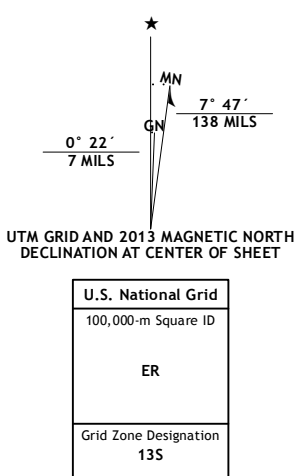 ★
MN
7° 47´
138 MILS
GN
0° 22´
7 MILS
UTM GRID AND 2013 MAGNETIC NORTH
DECLINATION AT CENTER OF SHEET
U.S. National Grid
100,000-m Square ID
ER
Grid Zone Designation
13S